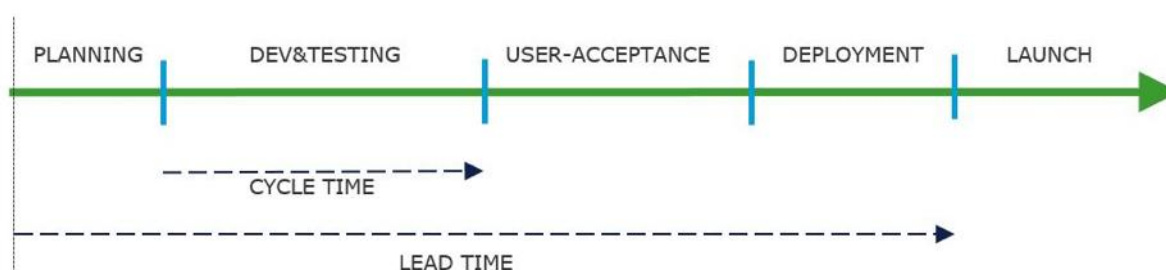 PLANNING DEV&TESTING USER-ACCEPTANCE DEPLOYMENT LAUNCH
CYCLE TIME
LEAD TIME